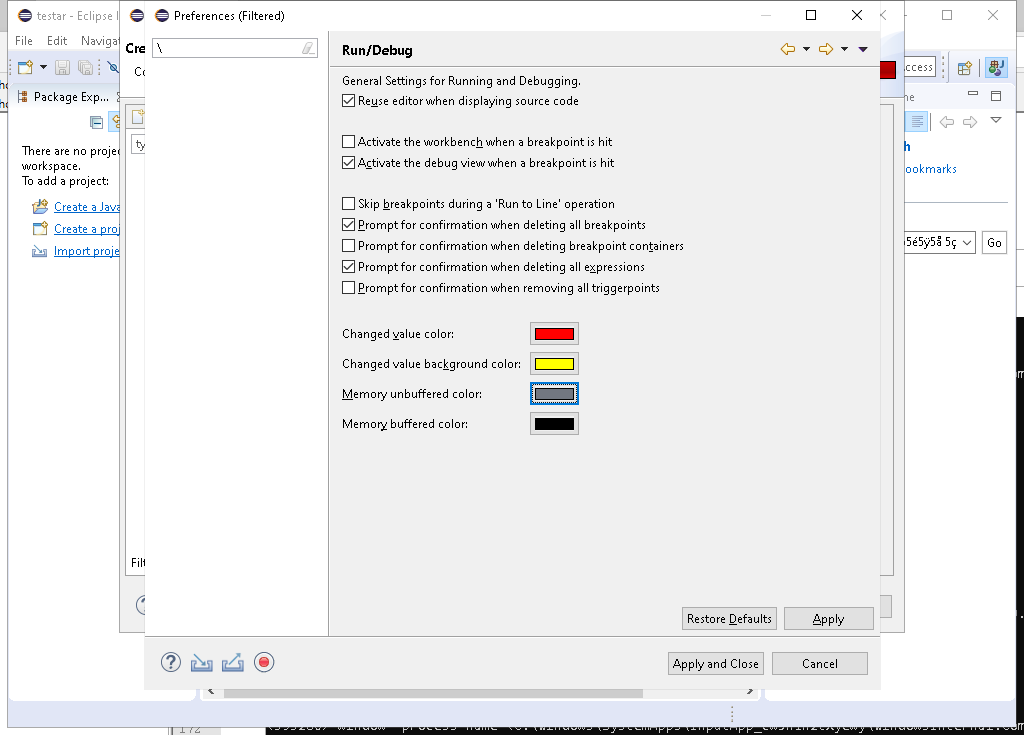 testar - Eclipse I
Preferences (Filtered)
File Edit Navigat
Cre
\
Run/Debug
Co
ccess
Package Exp...
ne
General Settings for Running and Debugging.
Reuse editor when displaying source code
ty
Activate the workbench when a breakpoint is hit
There are no projec
workspace.
Activate the debug view when a breakpoint is hit
ookmarks
To add a project:
Create a Java
Skip breakpoints during a 'Run to Line' operation
Create a proj
Prompt for confirmation when deleting all breakpoints
Import proje
Prompt for confirmation when deleting breakpoint containers
Go
Prompt for confirmation when deleting all expressions
Prompt for confirmation when removing all triggerpoints
Changed value color:
Changed value background color:
Memory unbuffered color:
Memory buffered color:
Filt
Restore Defaults
Apply
Apply and Close
Cancel
172